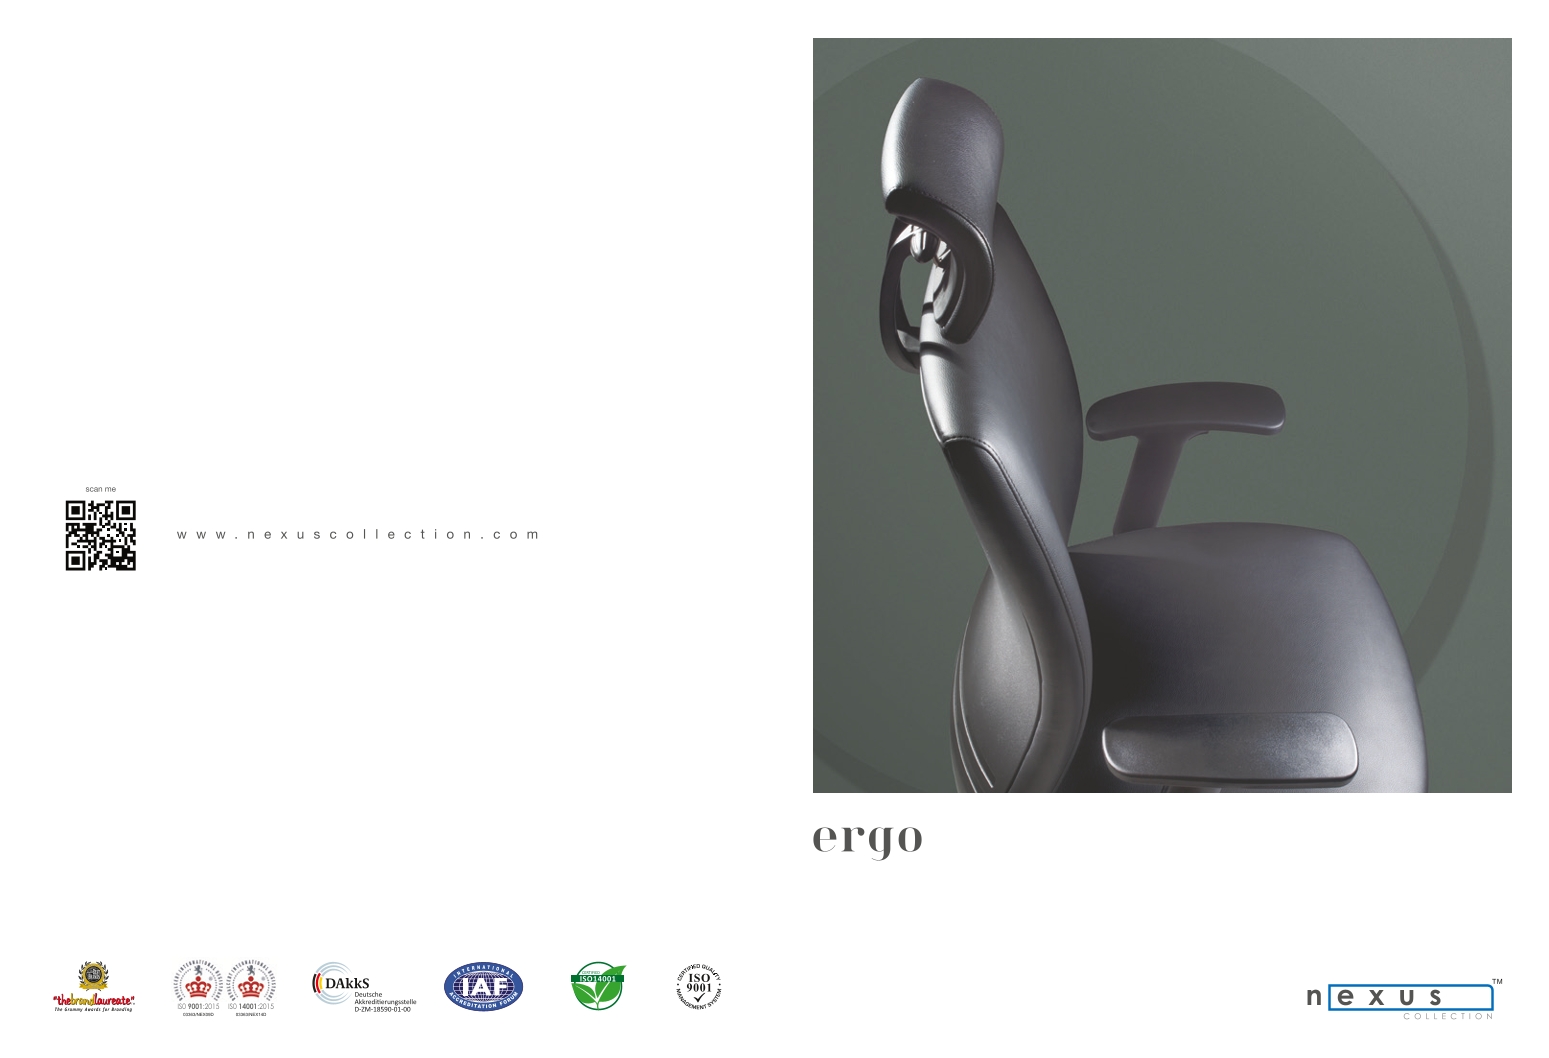 scan me
www.nexuscollection.com
ergo
"thebrandlaureate"
The Grammy Awards for Branding
ISO 9001:2015
ISO 14001:2015
DAkkS
Deutsche
Akkreditierungsstelle
D-ZM-18590-01-00
INTERNATIONAL
IAF
ACCREDITATION FORUM
CERTIFIED
ISO14001
CERTIFIED QUALITY
ISO
9001
MANAGEMENT SYSTEM
nexus TM
COLLECTION